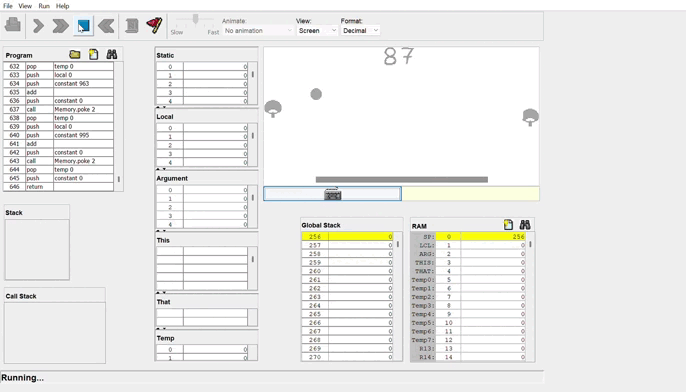 File View Run Help
Slow Fast
Animate:
No animation
View:
Screen
Format:
Decimal
Program
632 pop temp 0
633 push local 0
634 push constant 963
635 add
636 push constant 0
637 call Memory.poke 2
638 pop temp 0
639 push local 0
640 push constant 995
641 add
642 push constant 0
643 call Memory.poke 2
644 pop temp 0
645 push constant 0
646 return
Stack
Call Stack
Static
0 0
1 0
2 0
3 0
4 0
Local
0 0
1 0
2 0
3 0
4 0
Argument
0 0
1 0
2 0
3 0
4 0
This
That
Temp
0 0
1 0
87
Global Stack
256 0
257 0
258 0
259 0
260 0
261 0
262 0
263 0
264 0
265 0
266 0
267 0
268 0
269 0
270 0
RAM
SP: 0 256
LCL: 1 0
ARG: 2 0
THIS: 3 0
THAT: 4 0
Temp0: 5 0
Temp1: 6 0
Temp2: 7 0
Temp3: 8 0
Temp4: 9 0
Temp5: 10 0
Temp6: 11 0
Temp7: 12 0
R13: 13 0
R14: 14 0
Running...